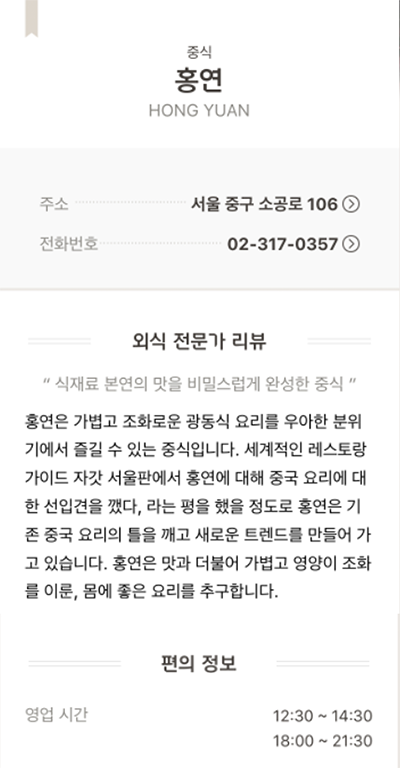 중식
홍연
HONG YUAN
주소 서울 중구 소공로 106
전화번호 02-317-0357
외식 전문가 리뷰
“ 식재료 본연의 맛을 비밀스럽게 완성한 중식 ”
홍연은 가볍고 조화로운 광동식 요리를 우아한 분위
기에서 즐길 수 있는 중식입니다. 세계적인 레스토랑
가이드 자갓 서울판에서 홍연에 대해 중국 요리에 대
한 선입견을 깼다, 라는 평을 했을 정도로 홍연은 기
존 중국 요리의 틀을 깨고 새로운 트렌드를 만들어 가
고 있습니다. 홍연은 맛과 더불어 가볍고 영양이 조화
를 이룬, 몸에 좋은 요리를 추구합니다.
편의 정보
영업 시간 12:30 ~ 14:30
18:00 ~ 21:30